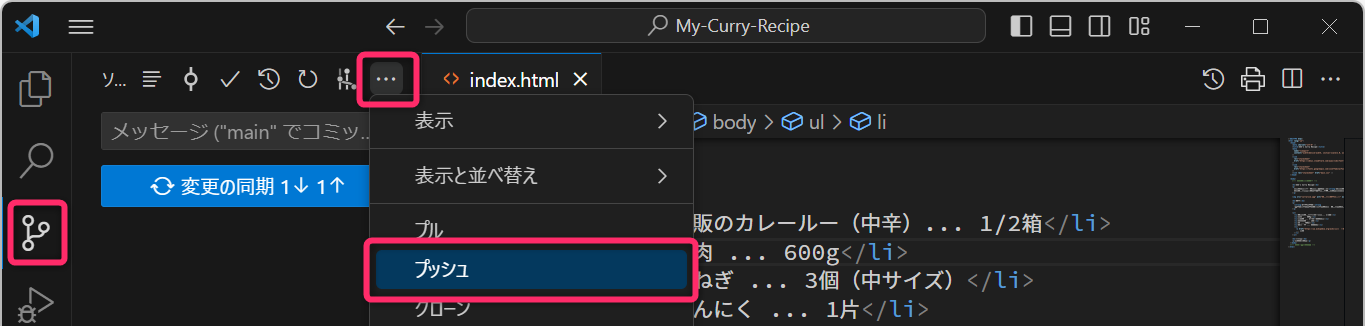 My-Curry-Recipe
ソ...
index.html
メッセージ ("main" でコミッ...
変更の同期 1↓ 1↑
表示
表示と並べ替え
プル
プッシュ
クローン
body > ul > li
販のカレールー（中辛）... 1/2箱</li>
肉 ... 600g</li>
ねぎ ... 3個（中サイズ）</li>
んにく ... 1片</li>